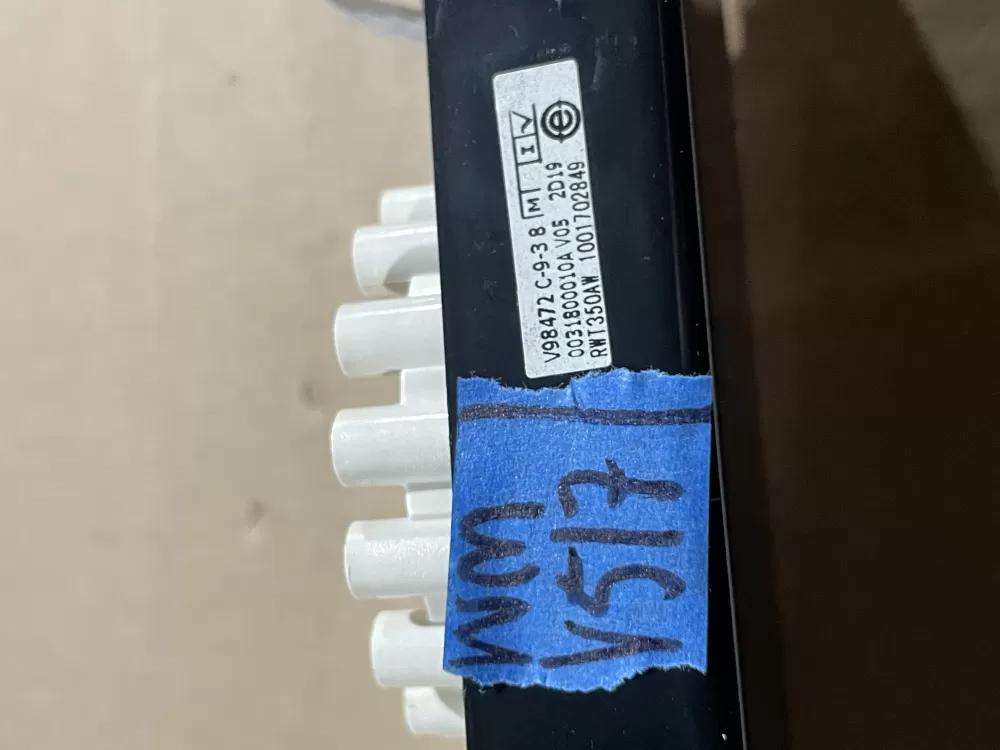 V98472 C-9-3 8 M I V
0031800010A V05 2D19
RWT350AW 1001702849
WM
V517